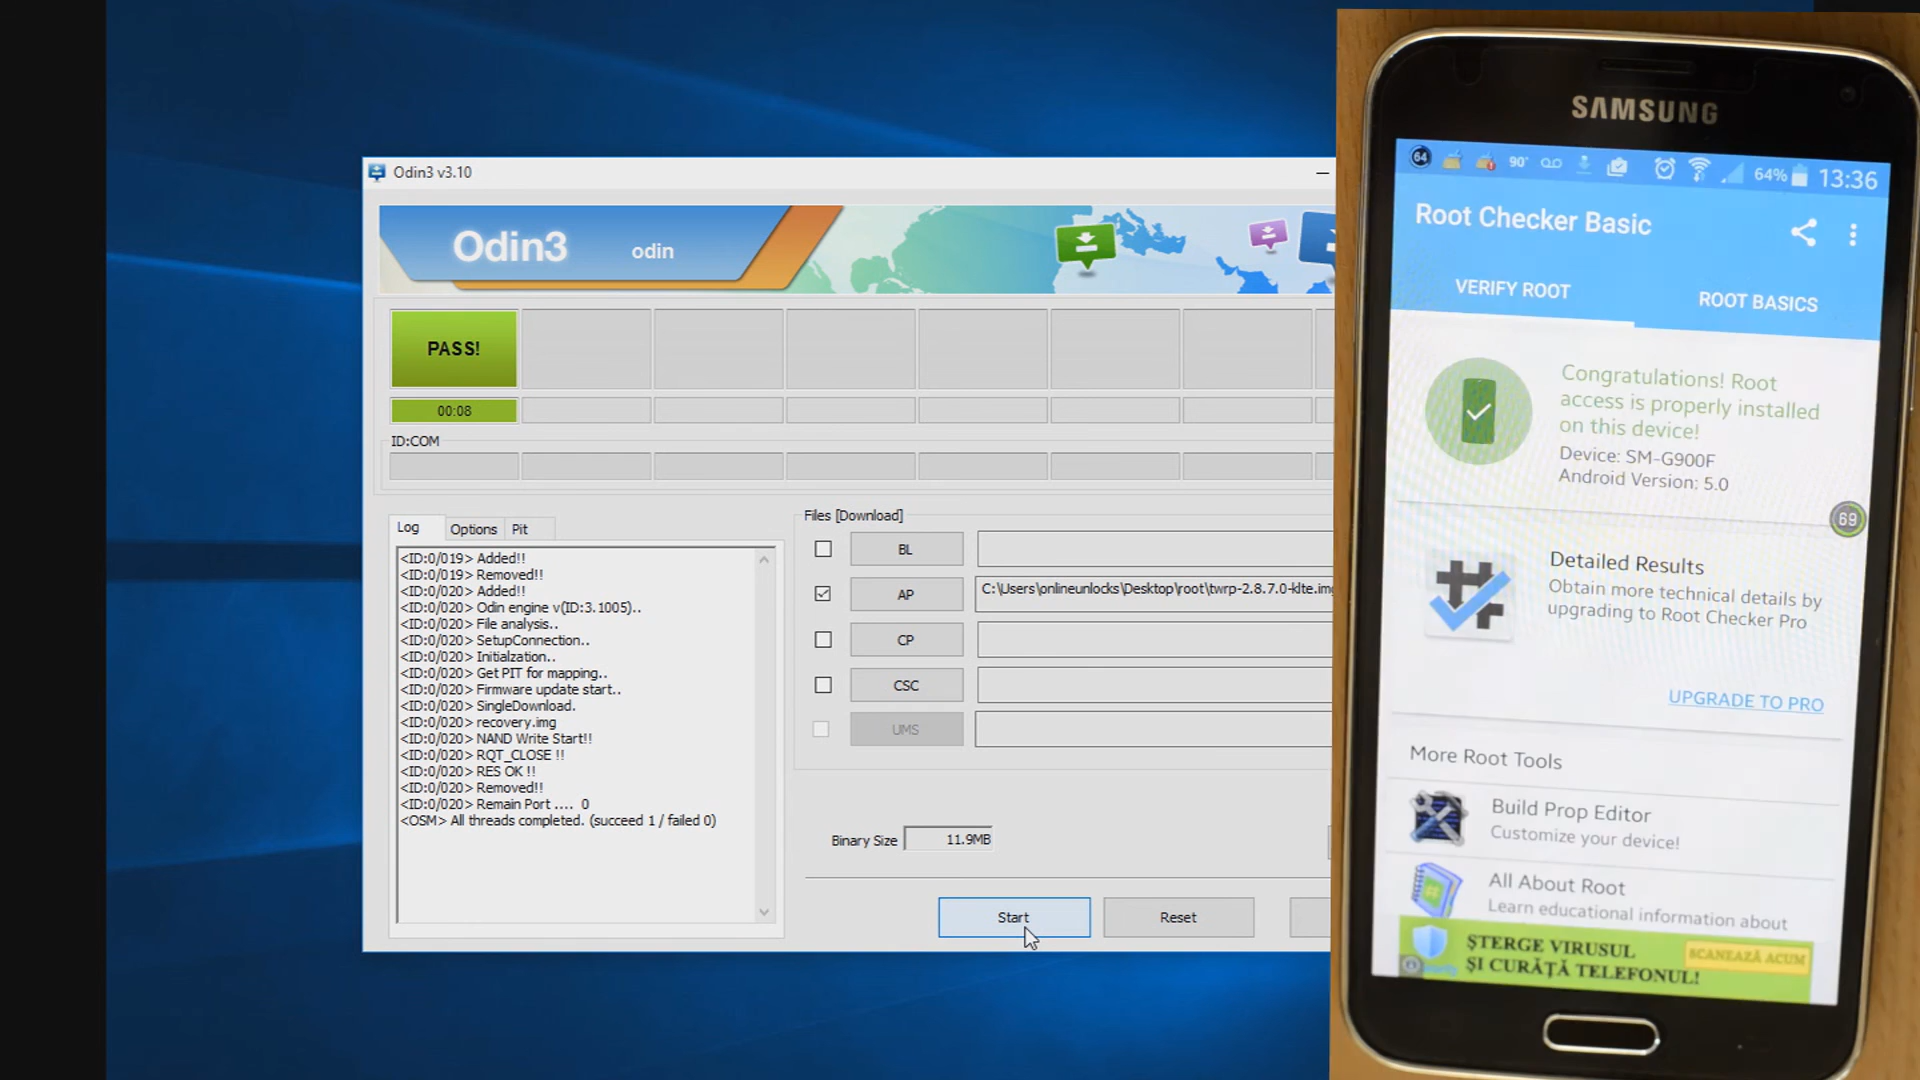 Odin3 v3.10
Odin3
odin
PASS!
00:08
ID:COM
Log
Options
Pit
<ID:0/019> Added!!
<ID:0/019> Removed!!
<ID:0/020> Added!!
<ID:0/020> Odin engine v(ID:3.1005)..
<ID:0/020> File analysis..
<ID:0/020> SetupConnection..
<ID:0/020> Initialzation..
<ID:0/020> Get PIT for mapping..
<ID:0/020> Firmware update start..
<ID:0/020> SingleDownload.
<ID:0/020> recovery.img
<ID:0/020> NAND Write Start!!
<ID:0/020> RQT_CLOSE !!
<ID:0/020> RES OK !!
<ID:0/020> Removed!!
<ID:0/020> Remain Port .... 0
<OSM> All threads completed. (succeed 1 / failed 0)
Files [Download]
BL
AP
C:\Users\onlineunlocks\Desktop\root\twrp-2.8.7.0-klte.img
CP
CSC
UMS
Binary Size
11.9MB
Start
Reset
SAMSUNG
64
90°
64%
13:36
Root Checker Basic
VERIFY ROOT
ROOT BASICS
Congratulations! Root
access is properly installed
on this device!
Device: SM-G900F
Android Version: 5.0
69
Detailed Results
Obtain more technical details by
upgrading to Root Checker Pro
UPGRADE TO PRO
More Root Tools
Build Prop Editor
Customize your device!
All About Root
Learn educational information about
ȘTERGE VIRUSUL
ȘI CURĂȚĂ TELEFONUL!
SCANEAZĂ ACUM